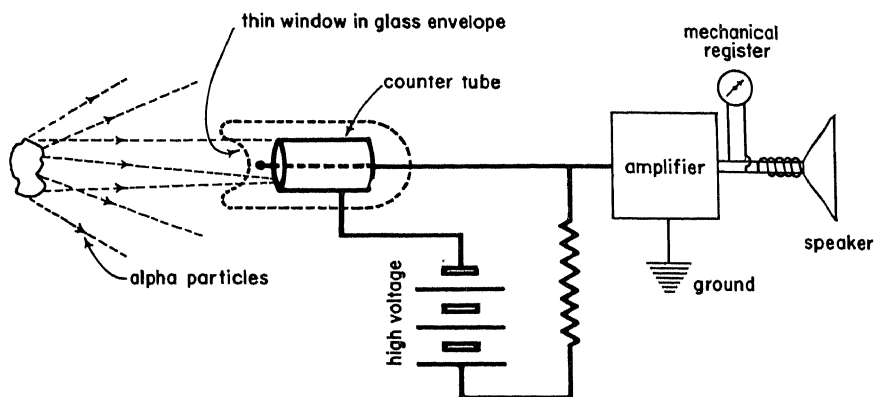 thin window in glass envelope
counter tube
mechanical
register
amplifier
speaker
alpha particles
high voltage
ground